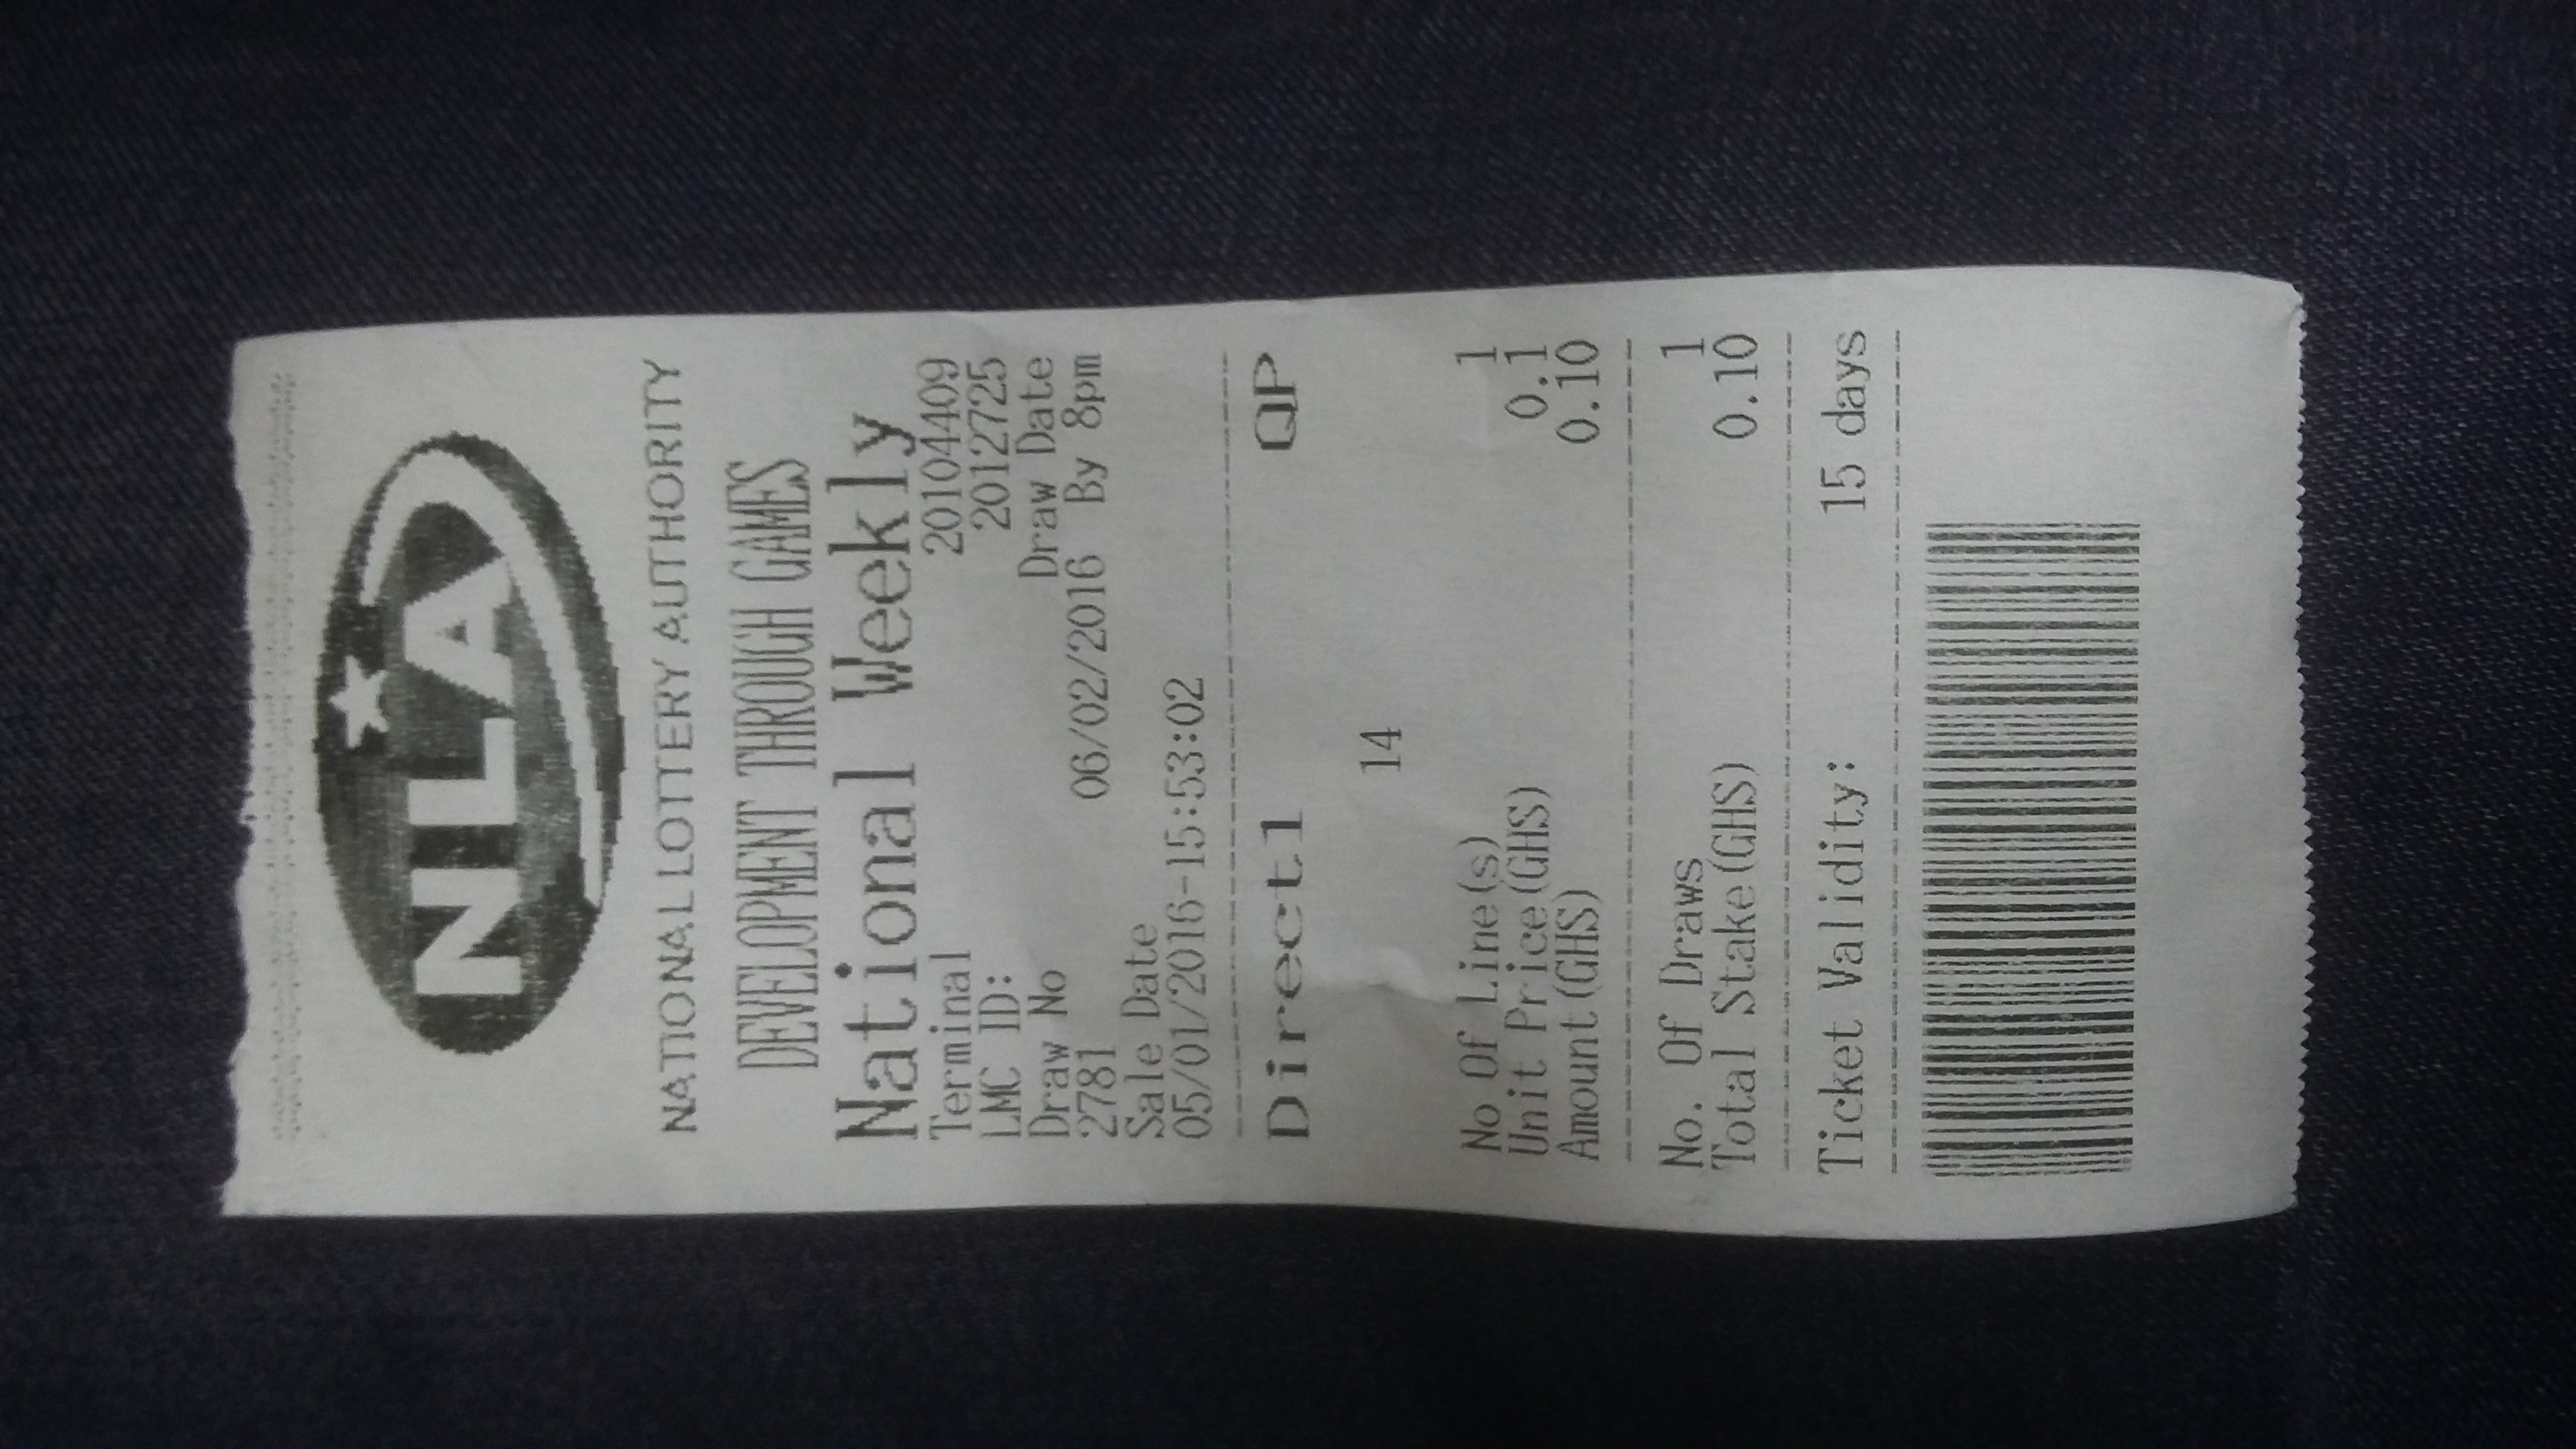 NLA
NATIONAL LOTTERY AUTHORITY
DEVELOPMENT THROUGH GAMES
National Weekly
Terminal 20104409
LMC ID: 20127725
Draw No Draw Date
2781 06/02/2016 By 8pm
Sale Date
05/01/2016-15:53:02
Direct1 QP
14
No Of Line(s) 1
Unit Price(GHS) 0.1
Amount(GHS) 0.10
No. Of Draws 1
Total Stake(GHS) 0.10
Ticket Validity: 15 days